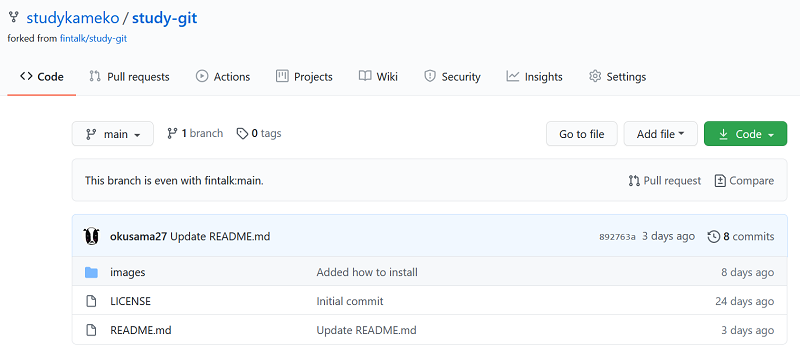 studykameko / study-git
forked from fintalk/study-git
Code Pull requests Actions Projects Wiki Security Insights Settings
main 1 branch 0 tags Go to file Add file Code
This branch is even with fintalk:main. Pull request Compare
okusama27 Update README.md 892763a 3 days ago 8 commits
images Added how to install 8 days ago
LICENSE Initial commit 24 days ago
README.md Update README.md 3 days ago